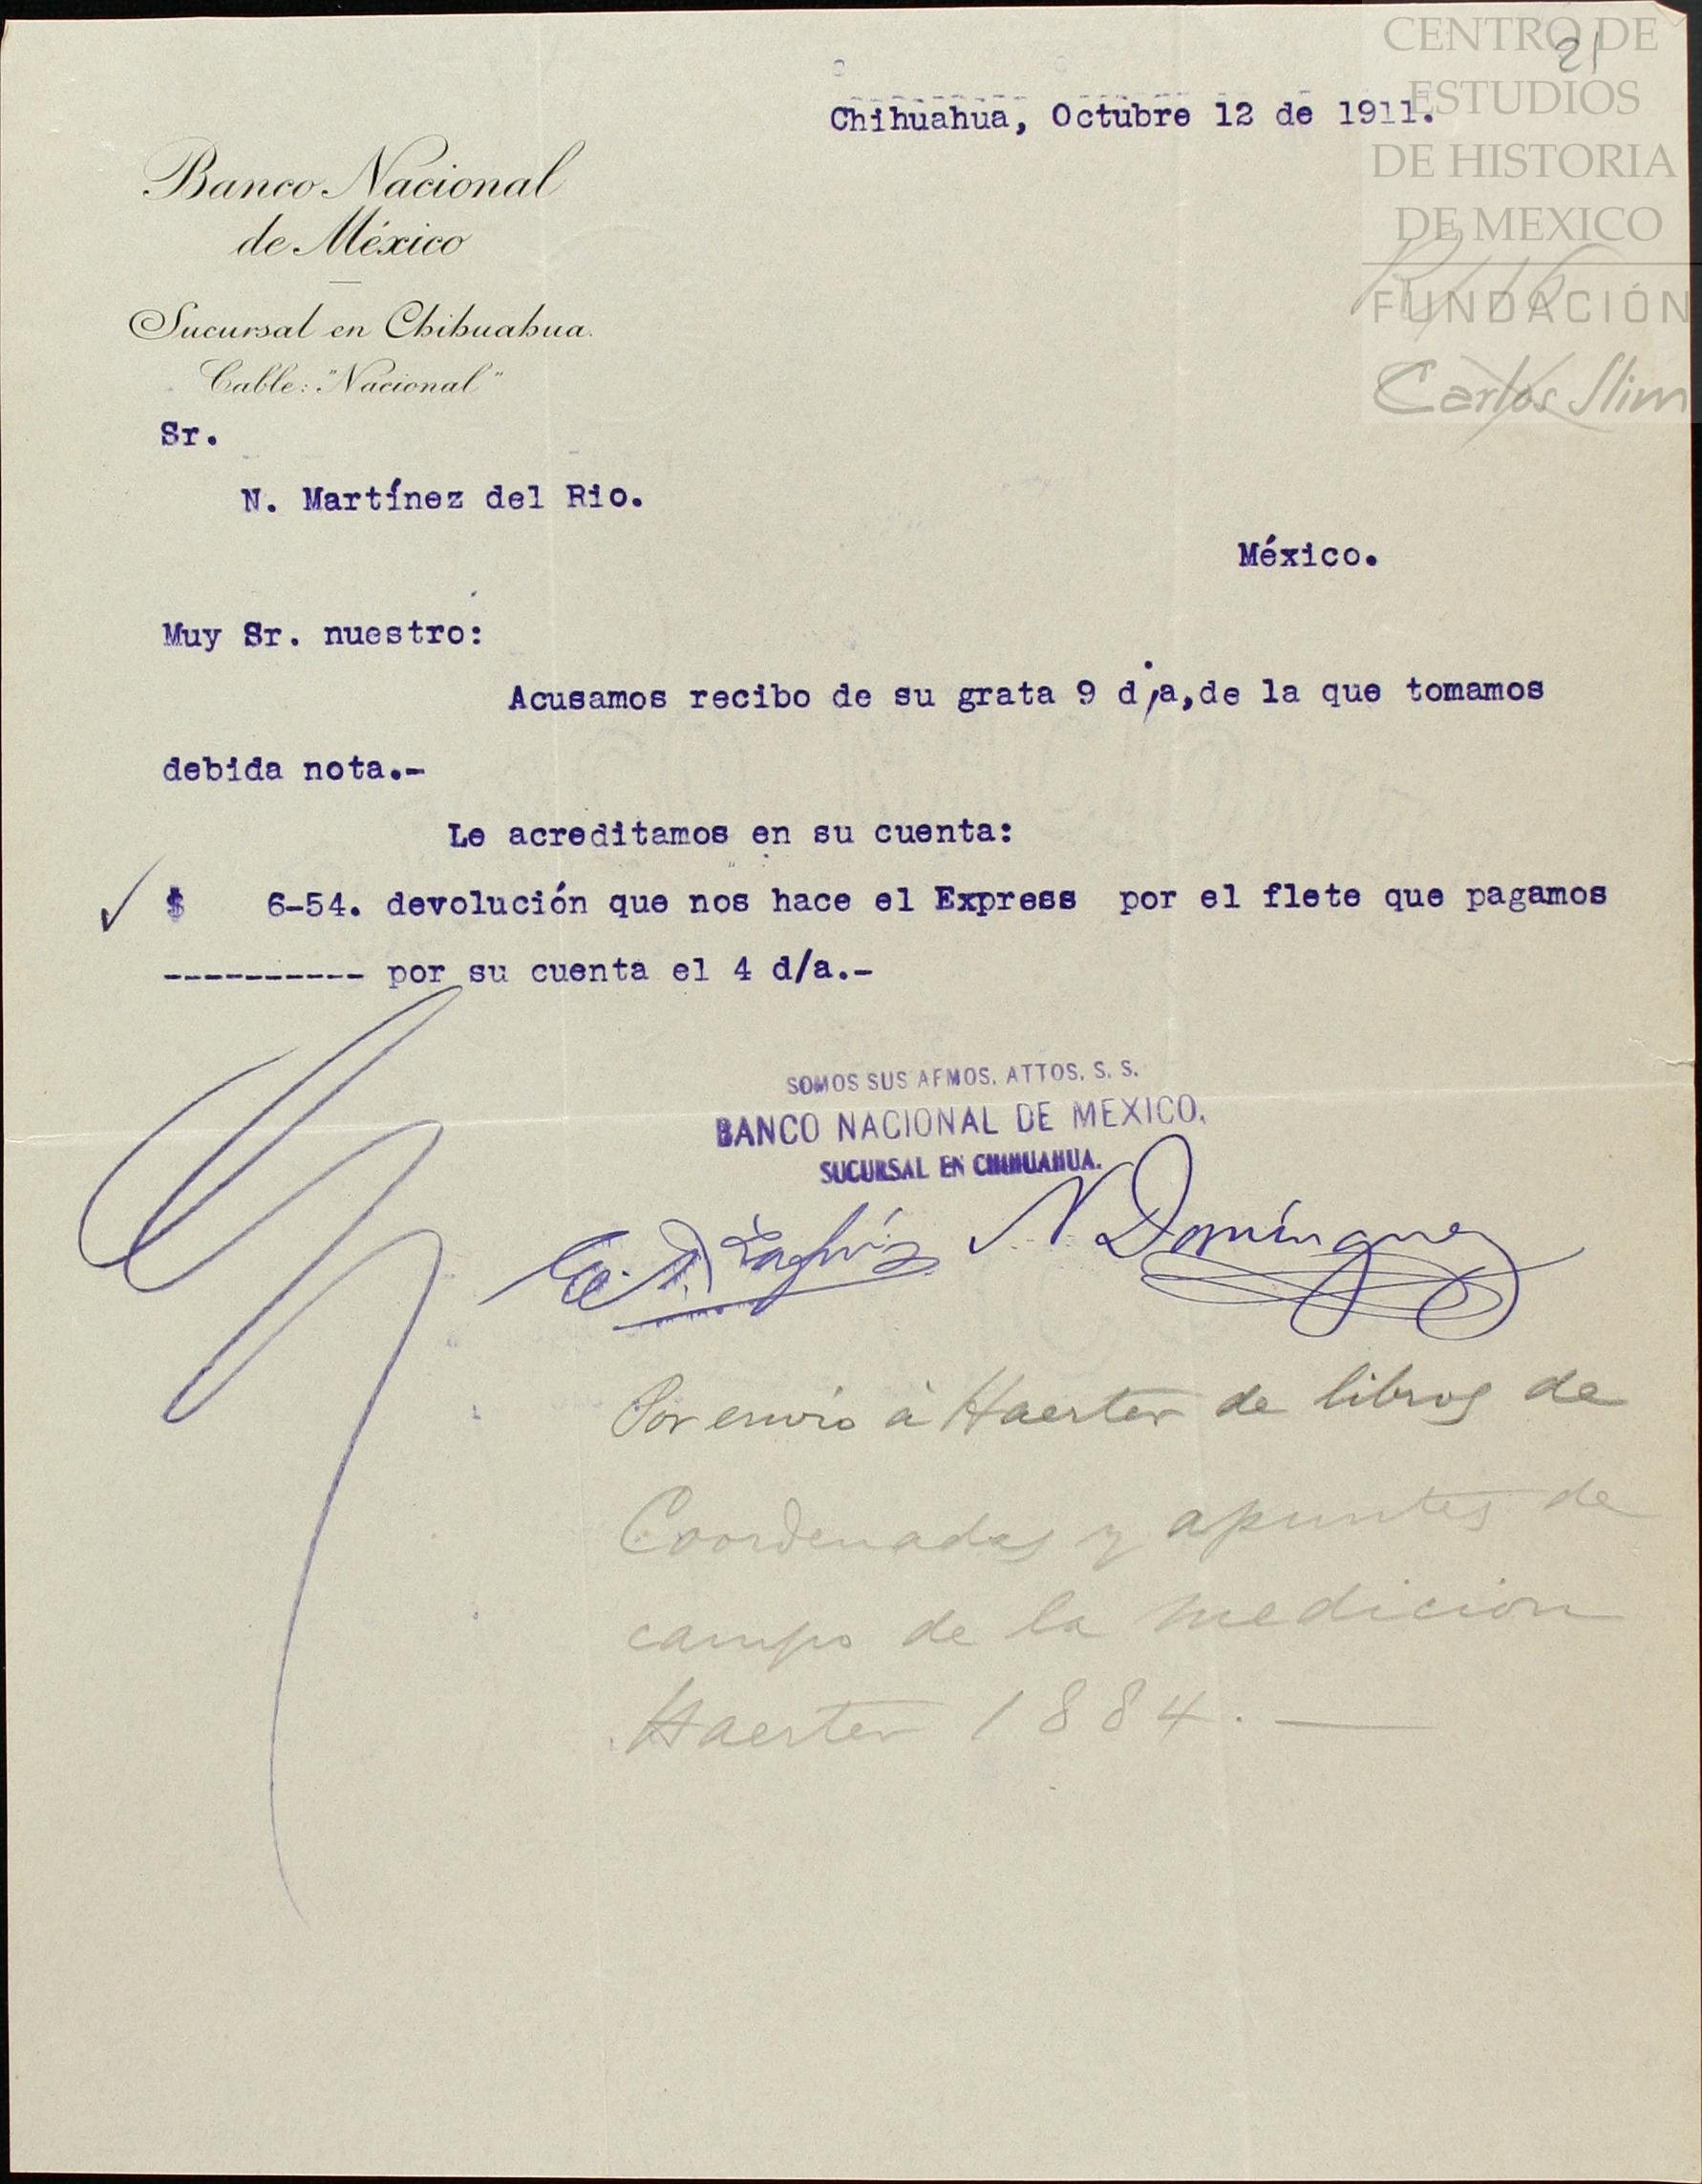 CENTRO DE
ESTUDIOS
DE HISTORIA
DE MEXICO
FUNDACIÓN
Carlos Slim
21
Chihuahua, Octubre 12 de 1911.
Banco Nacional
de México
Sucursal en Chihuahua.
Cable: "Nacional"
Sr.
N. Martínez del Rio.
México.
Muy Sr. nuestro:
Acusamos recibo de su grata 9 d/a,de la que tomamos
debida nota.-
Le acreditamos en su cuenta:
$ 6-54. devolución que nos hace el Express por el flete que pagamos
---------- por su cuenta el 4 d/a.-
SOMOS SUS AFMOS. ATTOS. S. S.
BANCO NACIONAL DE MEXICO.
SUCURSAL EN CHIHUAHUA.
N Domínguez
Por envio à Haerter de libros de
Coordenadas y apuntes de
campo de la medicion
Haerter 1884.—